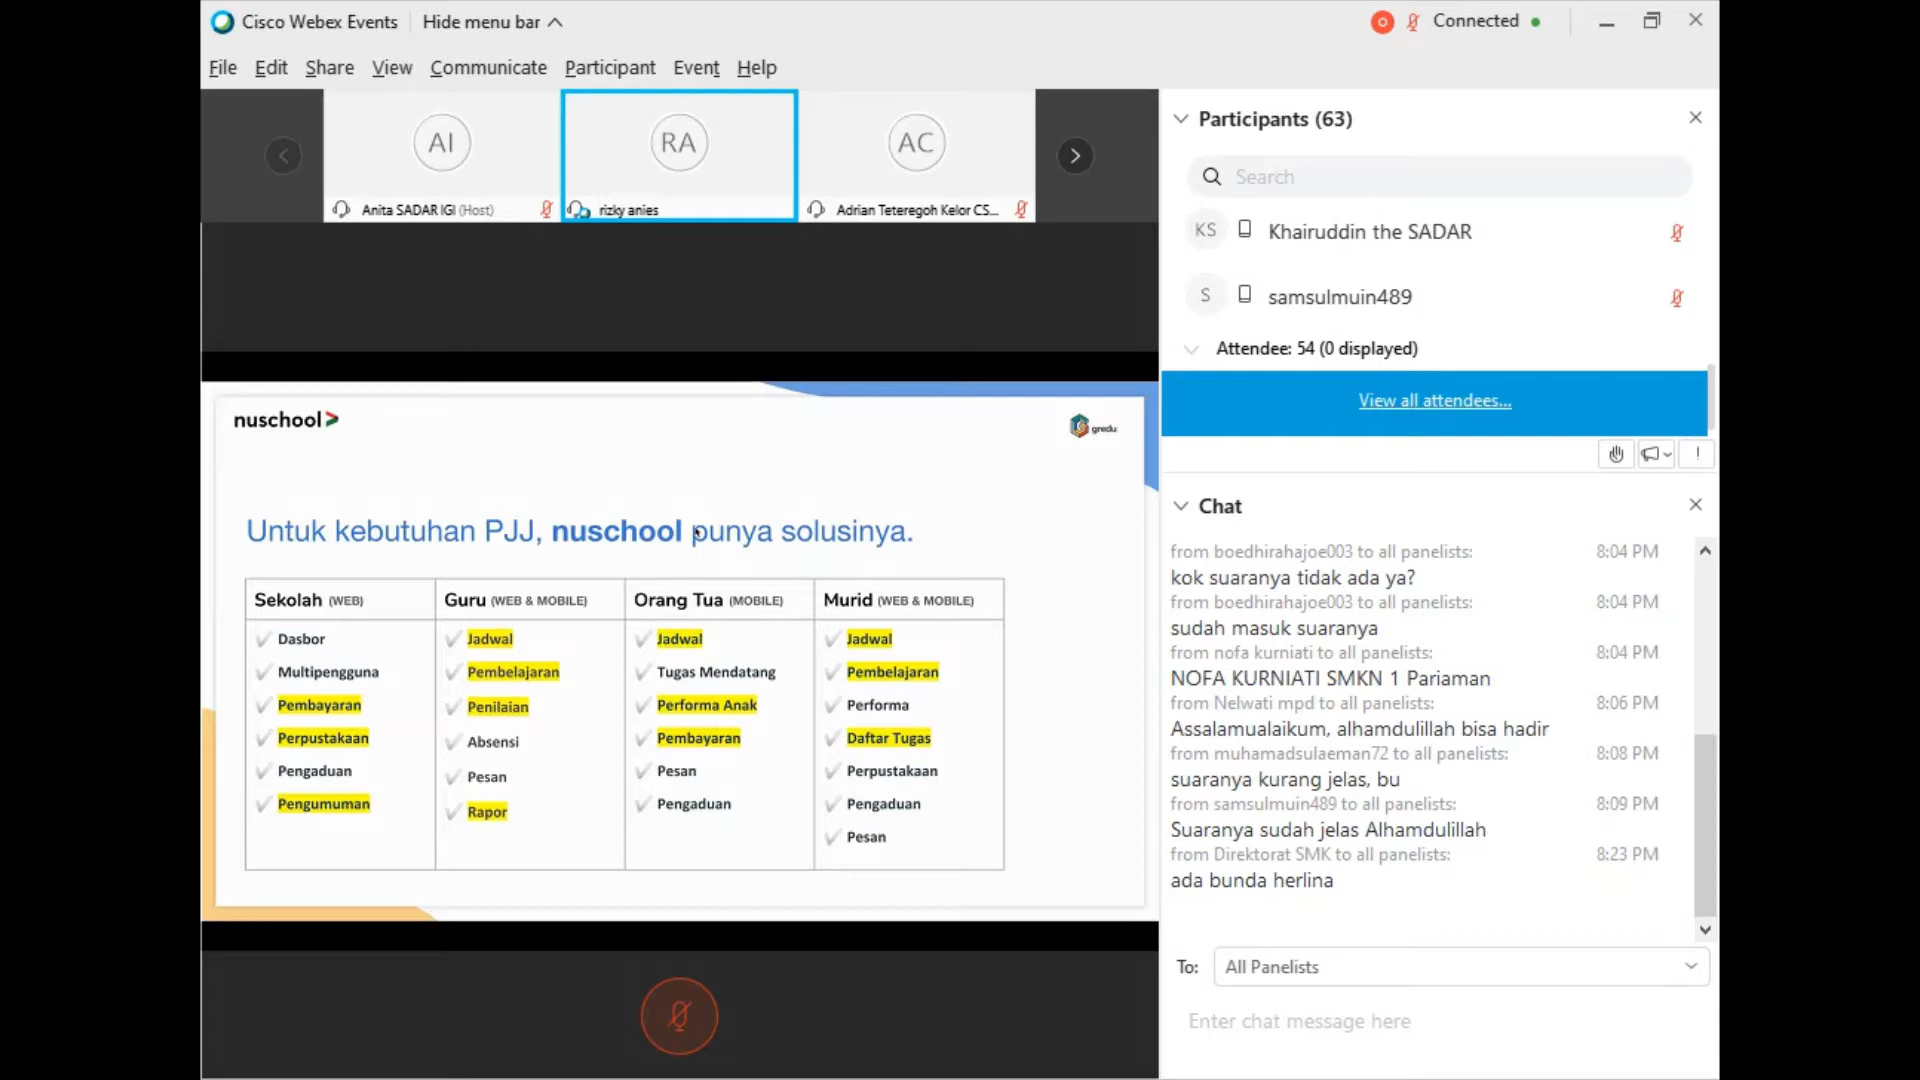 Cisco Webex Events
Hide menu bar
Connected
File Edit Share View Communicate Participant Event Help
AI
RA
AC
Anita SADAR IGI (Host)
rizky anies
Adrian Teteregoh Kelor CS...
nuschool>
gredu
Untuk kebutuhan PJJ, nuschool punya solusinya.
Sekolah (WEB)
Dasbor
Multipengguna
Pembayaran
Perpustakaan
Pengaduan
Pengumuman
Guru (WEB & MOBILE)
Jadwal
Pembelajaran
Penilaian
Absensi
Pesan
Rapor
Orang Tua (MOBILE)
Jadwal
Tugas Mendatang
Performa Anak
Pembayaran
Pesan
Pengaduan
Murid (WEB & MOBILE)
Jadwal
Pembelajaran
Performa
Daftar Tugas
Perpustakaan
Pengaduan
Pesan
Participants (63)
Search
KS Khairuddin the SADAR
S samsulmuin489
Attendee: 54 (0 displayed)
View all attendees...
Chat
from boedhirahajoe003 to all panelists: 8:04 PM
kok suaranya tidak ada ya?
from boedhirahajoe003 to all panelists: 8:04 PM
sudah masuk suaranya
from nofa kurniati to all panelists: 8:04 PM
NOFA KURNIATI SMKN 1 Pariaman
from Nelwati mpd to all panelists: 8:06 PM
Assalamualaikum, alhamdulillah bisa hadir
from muhamadsulaeman72 to all panelists: 8:08 PM
suaranya kurang jelas, bu
from samsulmuin489 to all panelists: 8:09 PM
Suaranya sudah jelas Alhamdulillah
from Direktorat SMK to all panelists: 8:23 PM
ada bunda herlina
To: All Panelists
Enter chat message here